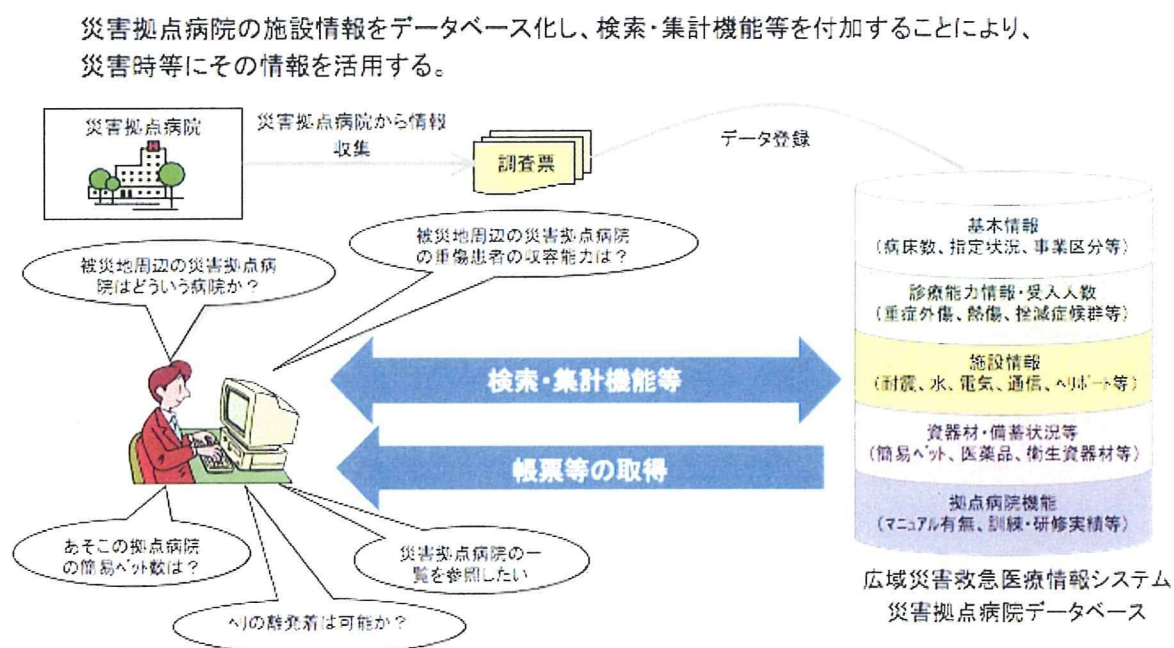 災害拠点病院の施設情報をデータベース化し、検索・集計機能等を付加することにより、
災害時等にその情報を活用する。
災害拠点病院
災害拠点病院から情報
収集
調査票
データ登録
被災地周辺の災害拠点病
院はどういう病院か？
被災地周辺の災害拠点病院
の重傷患者の収容能力は？
検索・集計機能等
帳票等の取得
あそこの拠点病院
の簡易ベット数は？
ヘリの離発着は可能か？
災害拠点病院の一
覧を参照したい
基本情報
（病床数、指定状況、事業区分等）
診療能力情報・受入人数
（重症外傷、熱傷、挫滅症候群等）
施設情報
（耐震、水、電気、通信、ヘリポート等）
資器材・備蓄状況等
（簡易ベット、医薬品、衛生資器材等）
拠点病院機能
（マニュアル有無、訓練・研修実績等）
広域災害救急医療情報システム
災害拠点病院データベース